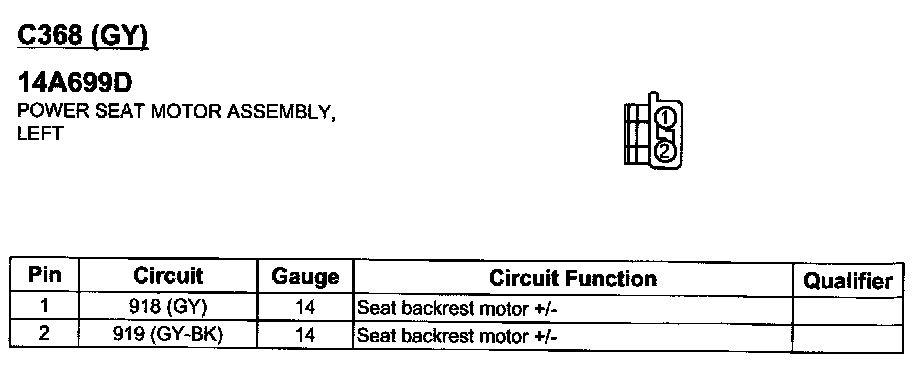 C368 (GY)
14A699D
POWER SEAT MOTOR ASSEMBLY,
LEFT
1
2
Pin Circuit Gauge Circuit Function Qualifier
1 918 (GY) 14 Seat backrest motor +/-
2 919 (GY-BK) 14 Seat backrest motor +/-